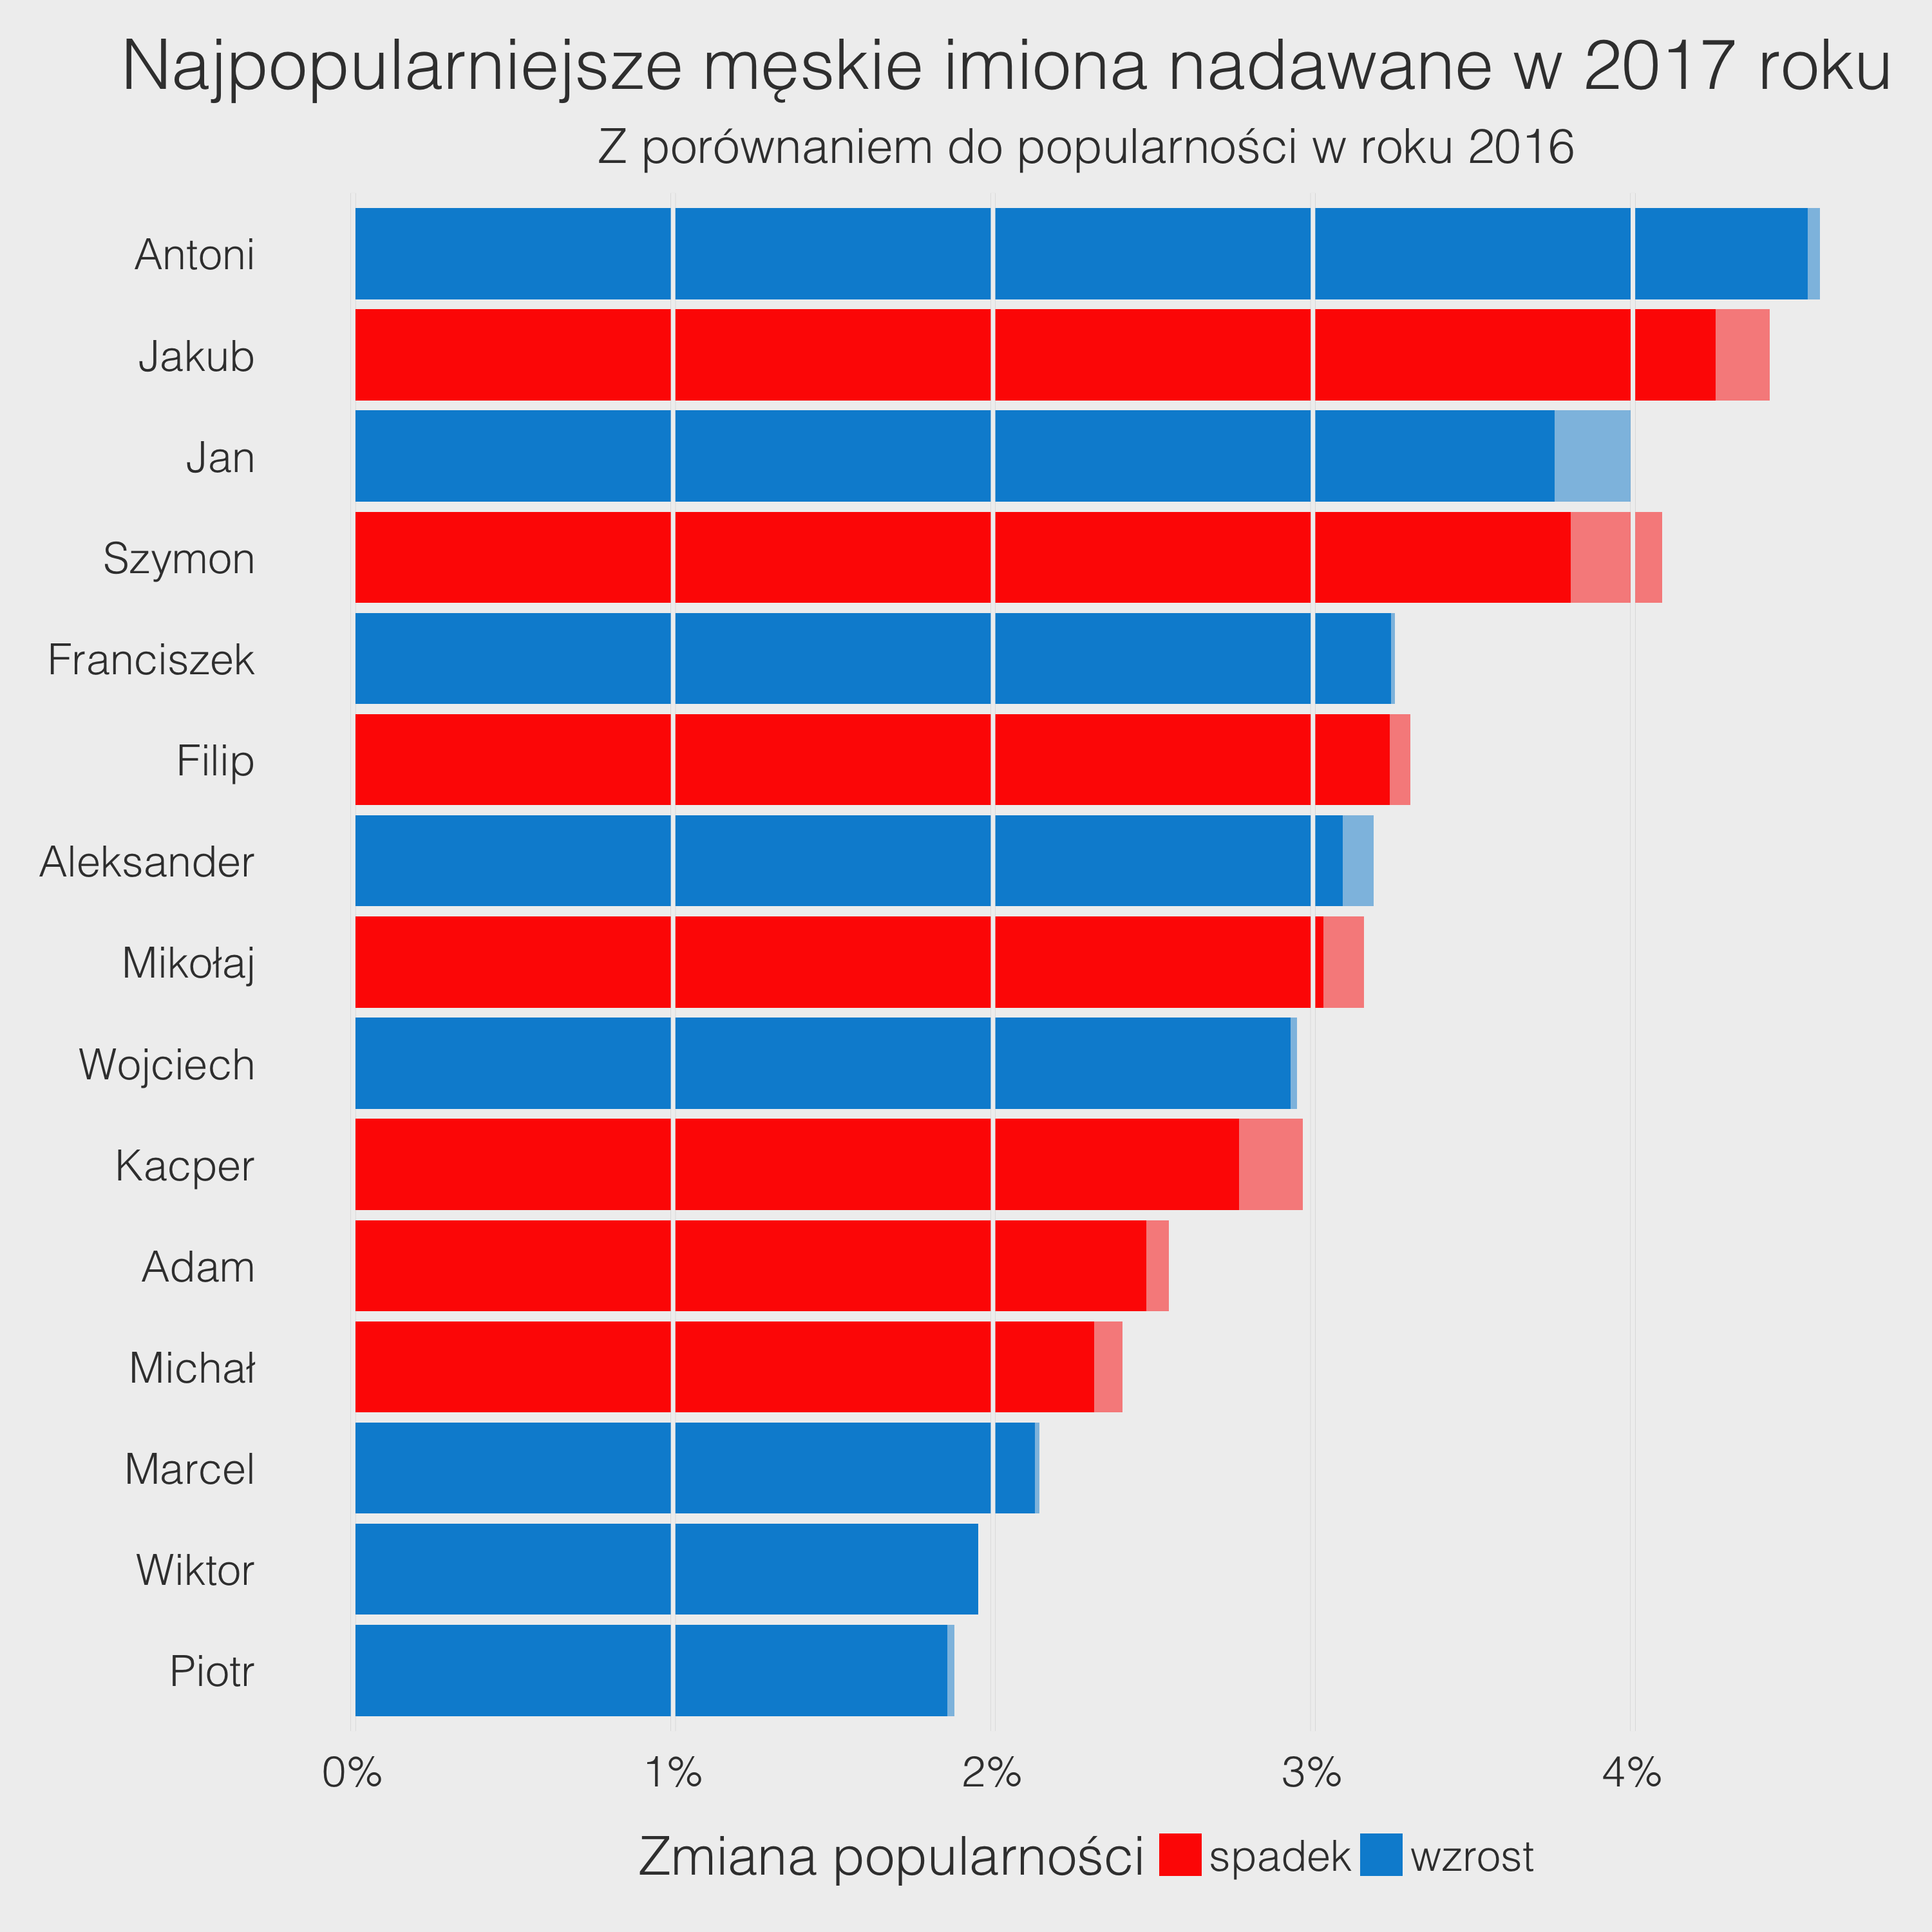 Najpopularniejsze męskie imiona nadawane w 2017 roku
Z porównaniem do popularności w roku 2016
Antoni
Jakub
Jan
Szymon
Franciszek
Filip
Aleksander
Mikołaj
Wojciech
Kacper
Adam
Michał
Marcel
Wiktor
Piotr
0% 1% 2% 3% 4%
Zmiana popularności spadek wzrost